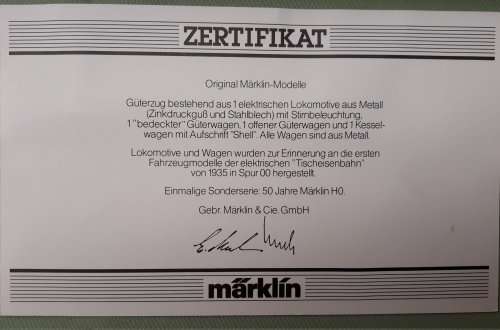 ZERTIFIKAT
Original Märklin-Modelle
Güterzug bestehend aus 1 elektrischen Lokomotive aus Metall
(Zinkdruckguß und Stahlblech) mit Stirnbeleuchtung,
1 "bedeckter" Güterwagen, 1 offener Güterwagen und 1 Kessel-
wagen mit Aufschrift "Shell". Alle Wagen sind aus Metall.
Lokomotive und Wagen wurden zur Erinnerung an die ersten
Fahrzeugmodelle der elektrischen "Tischeisenbahn"
von 1935 in Spur 00 hergestellt.
Einmalige Sonderserie: 50 Jahre Märklin H0.
Gebr. Märklin & Cie. GmbH
märklin